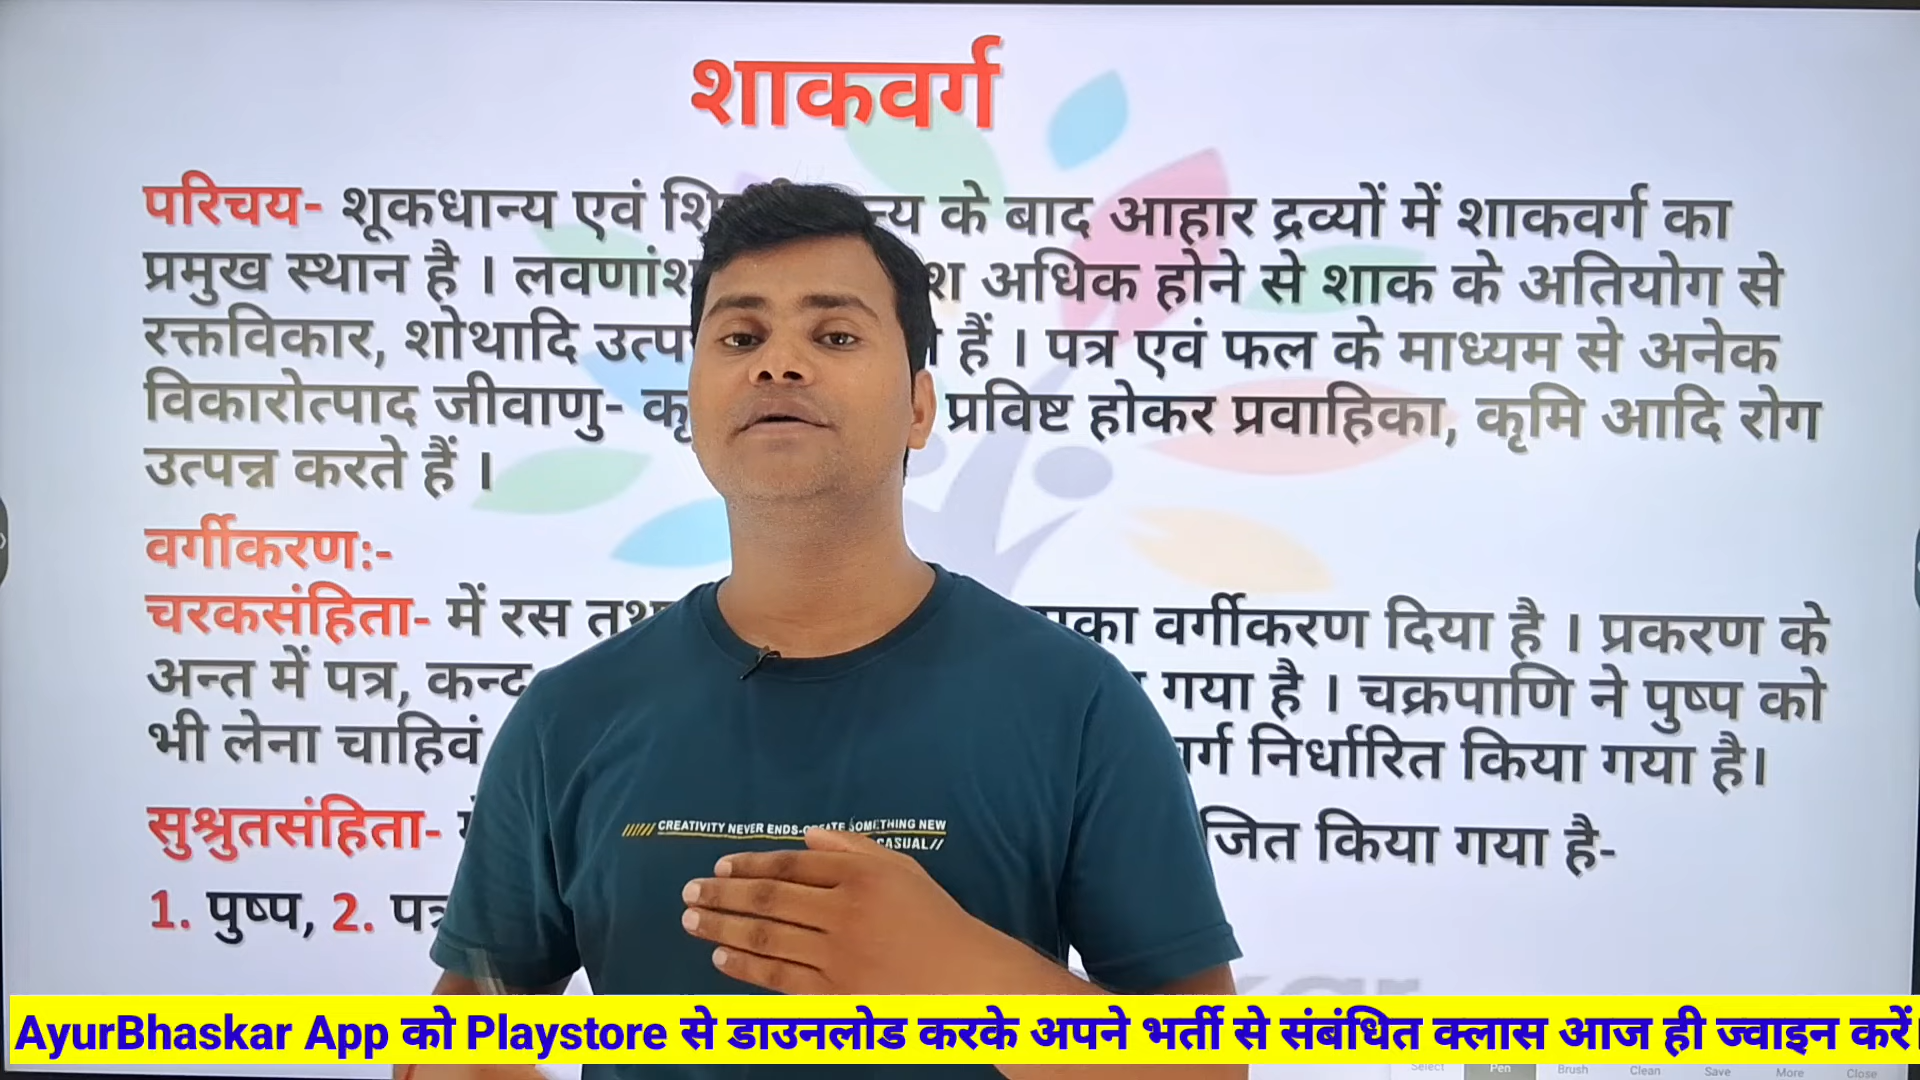 शाकवर्ग
परिचय- शूकधान्य एवं के बाद आहार द्रव्यों में शाकवर्ग का
प्रमुख स्थान है । अधिक होने से शाक के अतियोग से
रक्तविकार, शोथादि हैं । पत्र एवं फल के माध्यम से अनेक
विकारोत्पाद जीवाणु- प्रविष्ट होकर प्रवाहिका, कृमि आदि रोग
उत्पन्न करते हैं ।
वर्गीकरण:-
चरकसंहिता- में रस वर्गीकरण दिया है । प्रकरण के
अन्त में पत्र, गया है । चक्रपाणि ने पुष्प को
भी लेना चाहिवं निर्धारित किया गया है।
सुश्रुतसंहिता- किया गया है-
1. पुष्प, 2.
////// CREATIVITY NEVER ENDS- SOMETHING NEW
CASUAL//
AyurBhaskar App को Playstore से डाउनलोड करके अपने भर्ती से संबंधित क्लास आज ही ज्वाइन करें
Select Pen Brush Clean Save More Close